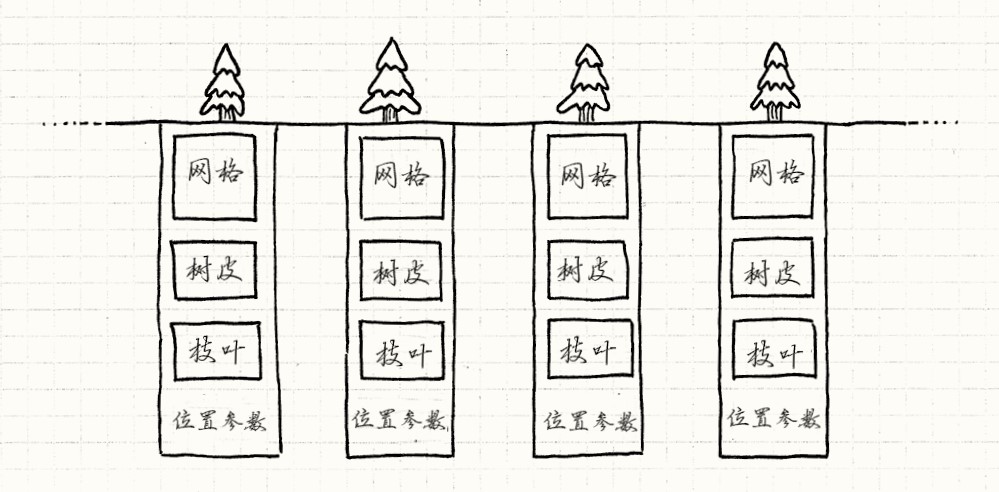 网格 网格 网格 网格
树皮 树皮 树皮 树皮
枝叶 枝叶 枝叶 枝叶
位置参数 位置参数 位置参数 位置参数